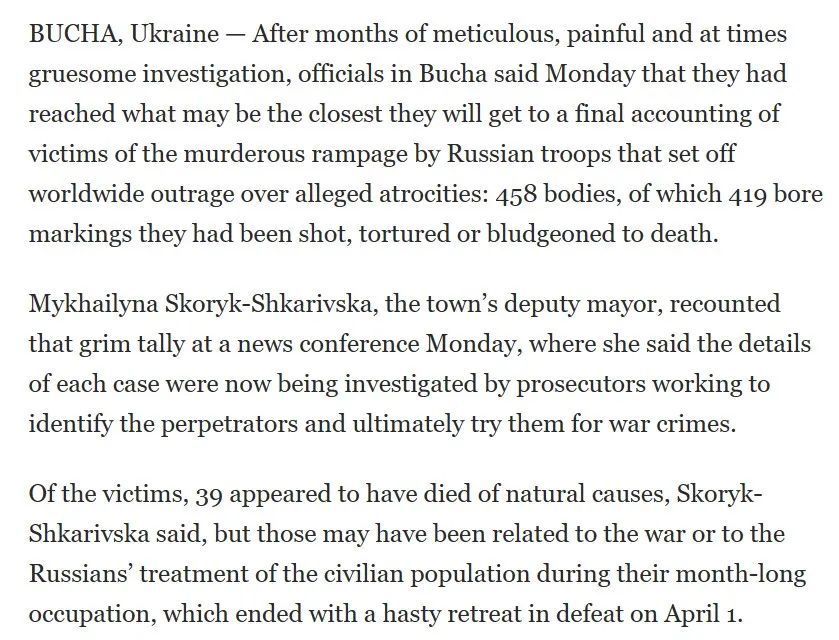 BUCHA, Ukraine — After months of meticulous, painful and at times
gruesome investigation, officials in Bucha said Monday that they had
reached what may be the closest they will get to a final accounting of
victims of the murderous rampage by Russian troops that set off
worldwide outrage over alleged atrocities: 458 bodies, of which 419 bore
markings they had been shot, tortured or bludgeoned to death.
Mykhailyna Skoryk-Shkarivska, the town’s deputy mayor, recounted
that grim tally at a news conference Monday, where she said the details
of each case were now being investigated by prosecutors working to
identify the perpetrators and ultimately try them for war crimes.
Of the victims, 39 appeared to have died of natural causes, Skoryk-
Shkarivska said, but those may have been related to the war or to the
Russians’ treatment of the civilian population during their month-long
occupation, which ended with a hasty retreat in defeat on April 1.